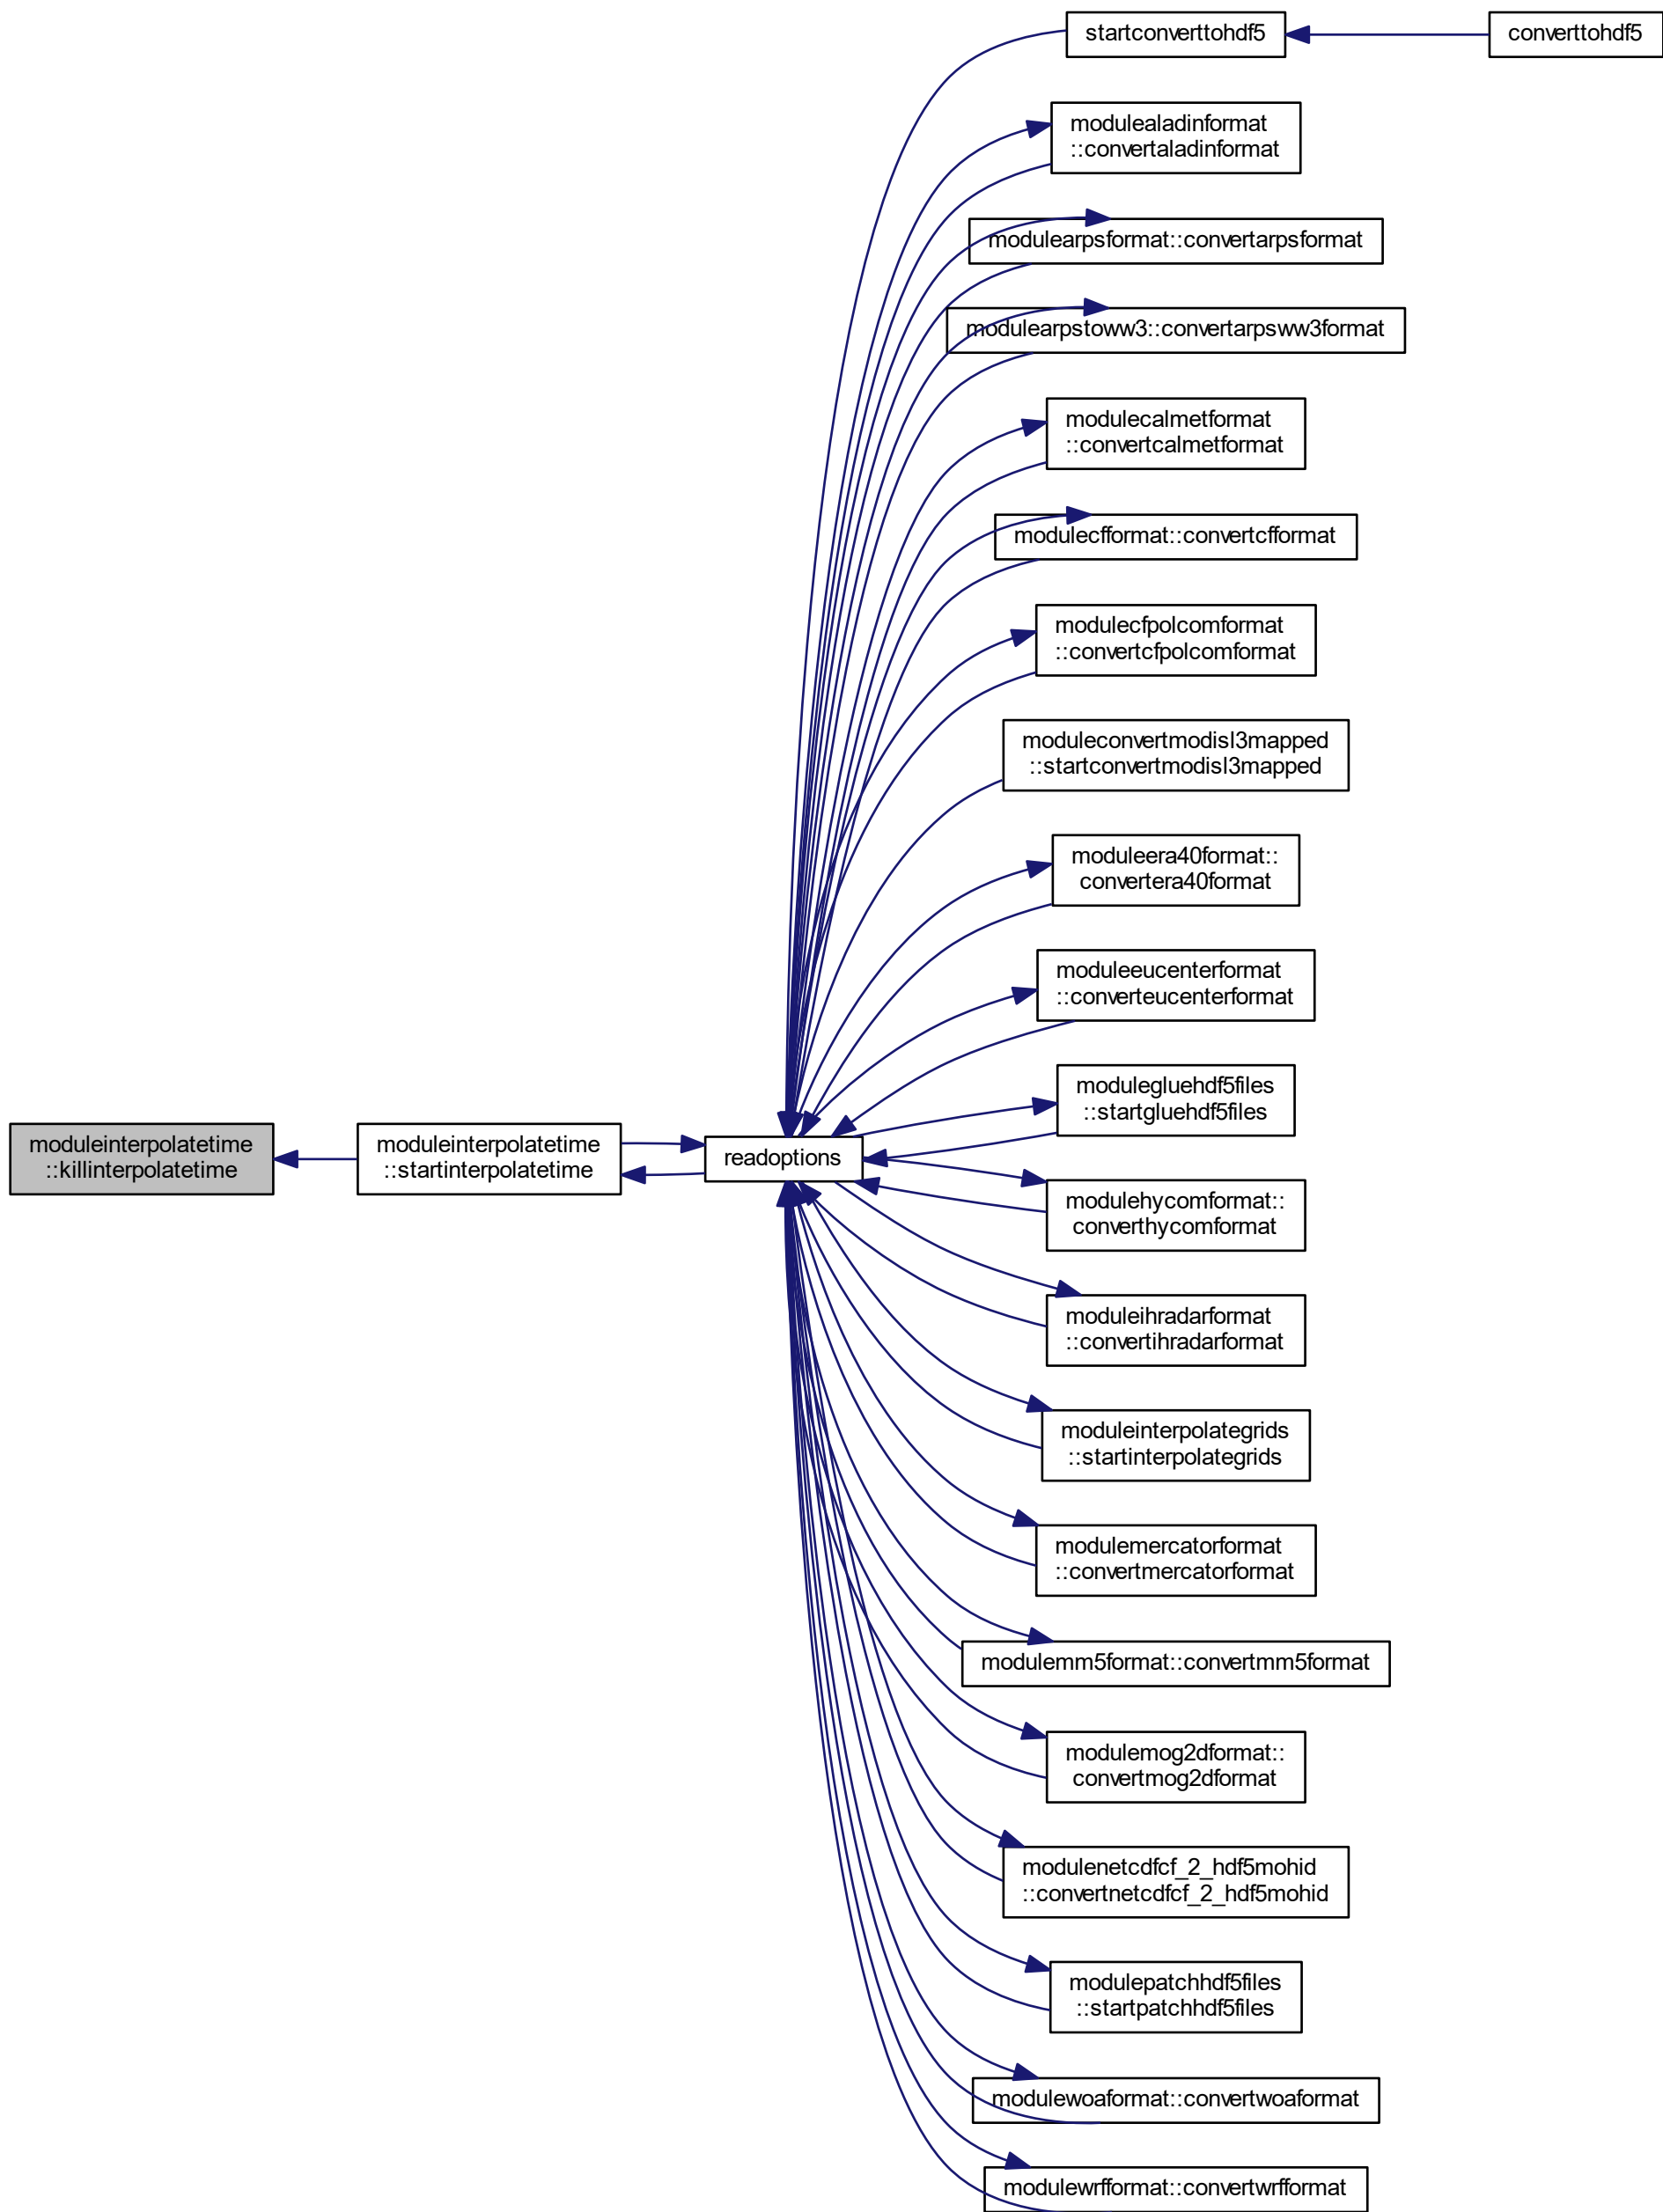 startconverttohdf5
converttohdf5
modulealadinformat
::convertaladinformat
modulearpsformat::convertarpsformat
modulearpstoww3::convertarpsww3format
modulecalmetformat
::convertcalmetformat
modulecfformat::convertcfformat
modulecfpolcomformat
::convertcfpolcomformat
moduleconvertmodisl3mapped
::startconvertmodisl3mapped
moduleera40format::
convertera40format
moduleeucenterformat
::converteucenterformat
modulegluehdf5files
::startgluehdf5files
moduleinterpolatetime
::killinterpolatetime
moduleinterpolatetime
::startinterpolatetime
readoptions
modulehycomformat::
converthycomformat
moduleihradarformat
::convertihradarformat
moduleinterpolategrids
::startinterpolategrids
modulemercatorformat
::convertmercatorformat
modulemm5format::convertmm5format
modulemog2dformat::
convertmog2dformat
modulenetcdfcf_2_hdf5mohid
::convertnetcdfcf_2_hdf5mohid
modulepatchhdf5files
::startpatchhdf5files
modulewoaformat::convertwoaformat
modulewrfformat::convertwrfformat